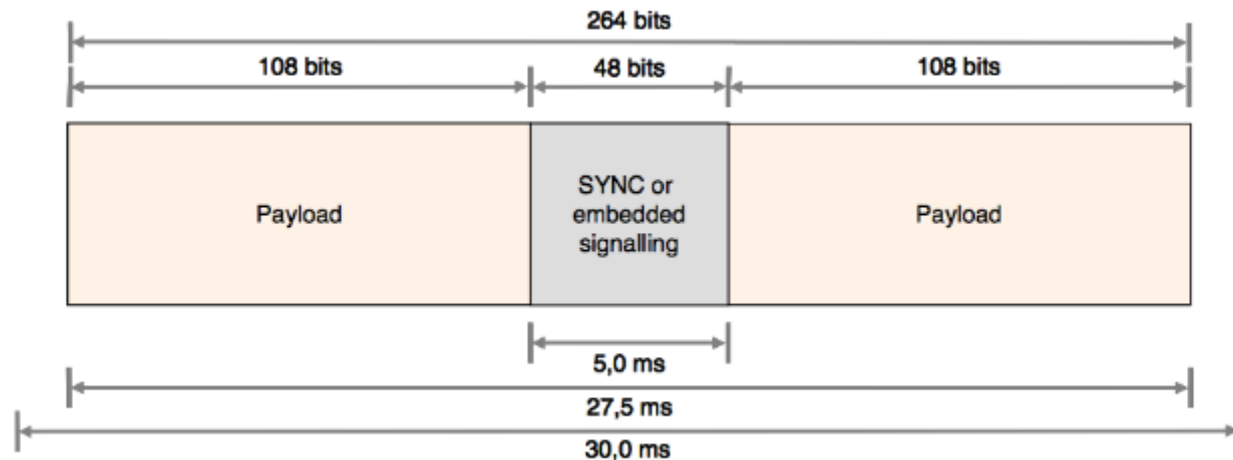 264 bits
108 bits 48 bits 108 bits
Payload
SYNC or
embedded
signalling
Payload
5,0 ms
27,5 ms
30,0 ms